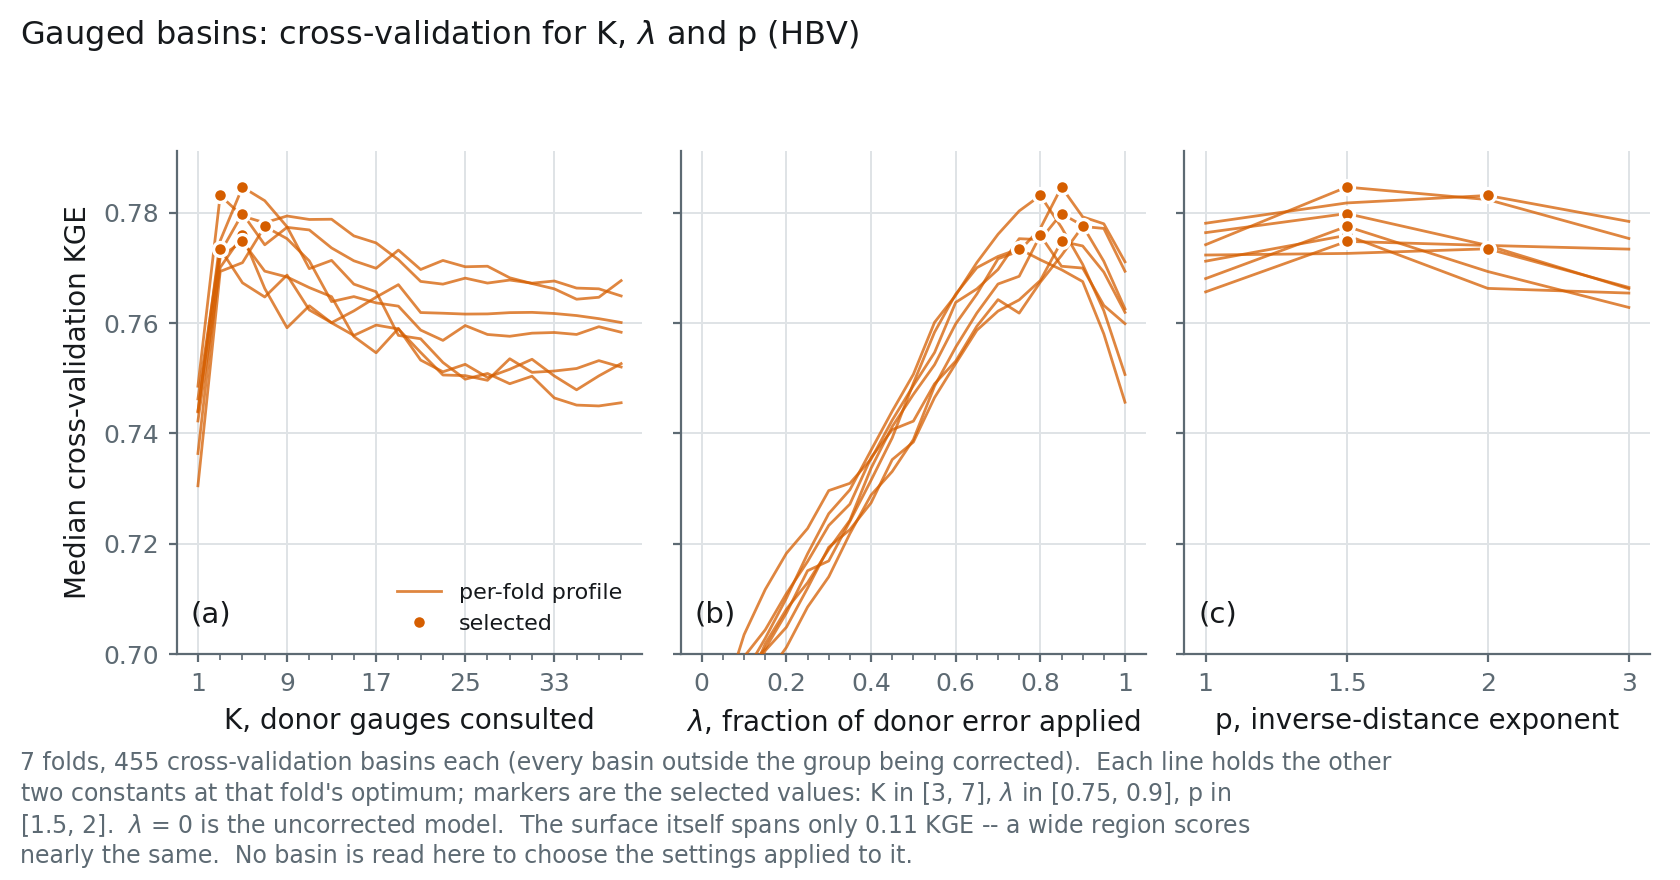 Gauged basins: cross-validation for K, λ and p (HBV)
Median cross-validation KGE
0.78
0.76
0.74
0.72
0.70
(a)
per-fold profile
selected
1 9 17 25 33
K, donor gauges consulted
(b)
0 0.2 0.4 0.6 0.8 1
λ, fraction of donor error applied
(c)
1 1.5 2 3
p, inverse-distance exponent
7 folds, 455 cross-validation basins each (every basin outside the group being corrected).  Each line holds the other
two constants at that fold's optimum; markers are the selected values: K in [3, 7], λ in [0.75, 0.9], p in
[1.5, 2].  λ = 0 is the uncorrected model.  The surface itself spans only 0.11 KGE -- a wide region scores
nearly the same.  No basin is read here to choose the settings applied to it.